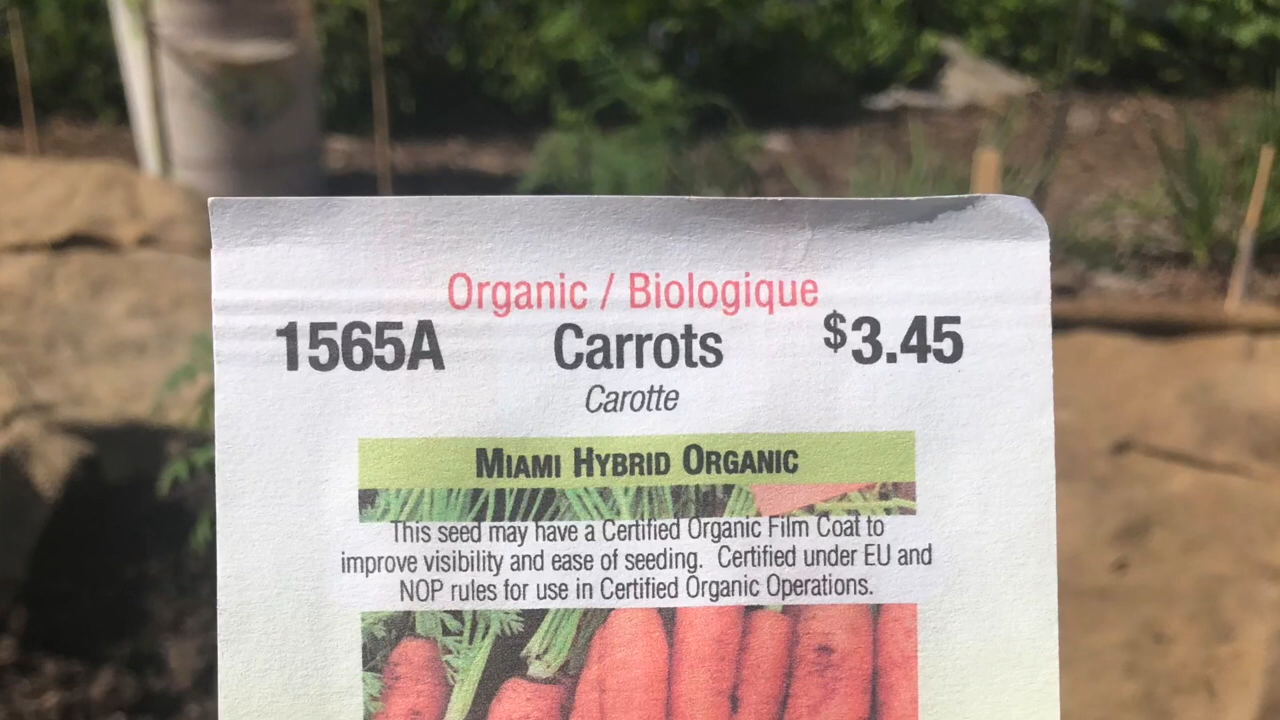 Organic / Biologique
1565A Carrots $3.45
Carotte
MIAMI HYBRID ORGANIC
This seed may have a Certified Organic Film Coat to
improve visibility and ease of seeding. Certified under EU and
NOP rules for use in Certified Organic Operations.